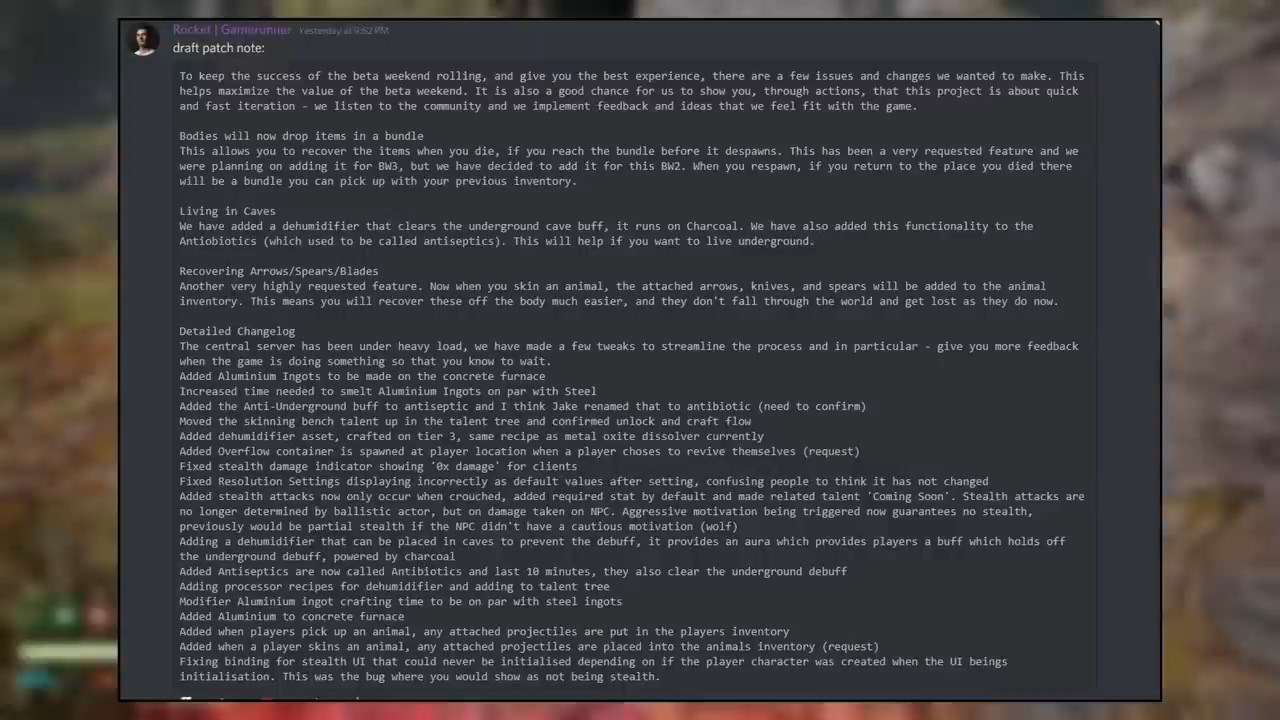 Rocket | Gamerunner Yesterday at 9:52 PM
draft patch note:
To keep the success of the beta weekend rolling, and give you the best experience, there are a few issues and changes we wanted to make. This
helps maximize the value of the beta weekend. It is also a good chance for us to show you, through actions, that this project is about quick
and fast iteration - we listen to the community and we implement feedback and ideas that we feel fit with the game.
Bodies will now drop items in a bundle
This allows you to recover the items when you die, if you reach the bundle before it despawns. This has been a very requested feature and we
were planning on adding it for BW3, but we have decided to add it for this BW2. When you respawn, if you return to the place you died there
will be a bundle you can pick up with your previous inventory.
Living in Caves
We have added a dehumidifier that clears the underground cave buff, it runs on Charcoal. We have also added this functionality to the
Antiobiotics (which used to be called antiseptics). This will help if you want to live underground.
Recovering Arrows/Spears/Blades
Another very highly requested feature. Now when you skin an animal, the attached arrows, knives, and spears will be added to the animal
inventory. This means you will recover these off the body much easier, and they don't fall through the world and get lost as they do now.
Detailed Changelog
The central server has been under heavy load, we have made a few tweaks to streamline the process and in particular - give you more feedback
when the game is doing something so that you know to wait.
Added Aluminium Ingots to be made on the concrete furnace
Increased time needed to smelt Aluminium Ingots on par with Steel
Added the Anti-Underground buff to antiseptic and I think Jake renamed that to antibiotic (need to confirm)
Moved the skinning bench talent up in the talent tree and confirmed unlock and craft flow
Added dehumidifier asset, crafted on tier 3, same recipe as metal oxite dissolver currently
Added Overflow container is spawned at player location when a player choses to revive themselves (request)
Fixed stealth damage indicator showing '0x damage' for clients
Fixed Resolution Settings displaying incorrectly as default values after setting, confusing people to think it has not changed
Added stealth attacks now only occur when crouched, added required stat by default and made related talent 'Coming Soon'. Stealth attacks are
no longer determined by ballistic actor, but on damage taken on NPC. Aggressive motivation being triggered now guarantees no stealth,
previously would be partial stealth if the NPC didn't have a cautious motivation (wolf)
Adding a dehumidifier that can be placed in caves to prevent the debuff, it provides an aura which provides players a buff which holds off
the underground debuff, powered by charcoal
Added Antiseptics are now called Antibiotics and last 10 minutes, they also clear the underground debuff
Adding processor recipes for dehumidifier and adding to talent tree
Modifier Aluminium ingot crafting time to be on par with steel ingots
Added Aluminium to concrete furnace
Added when players pick up an animal, any attached projectiles are put in the players inventory
Added when a player skins an animal, any attached projectiles are placed into the animals inventory (request)
Fixing binding for stealth UI that could never be initialised depending on if the player character was created when the UI beings
initialisation. This was the bug where you would show as not being stealth.